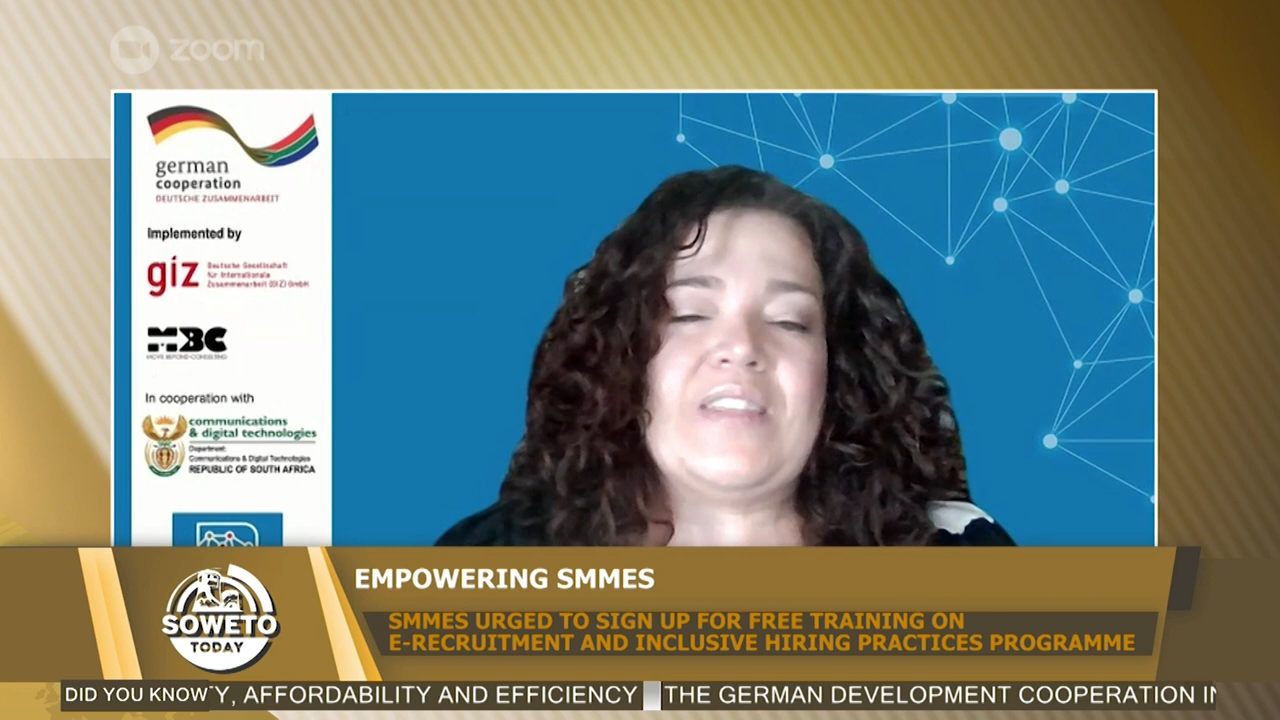 zoom
german
cooperation
DEUTSCHE ZUSAMMENARBEIT
Implemented by
giz
Deutsche Gesellschaft
für Internationale
Zusammenarbeit (GIZ) GmbH
MBC
MOVE BEYOND CONSULTING
In cooperation with
communications
& digital technologies
Department:
Communications & Digital Technologies
REPUBLIC OF SOUTH AFRICA
EMPOWERING SMMES
SMMES URGED TO SIGN UP FOR FREE TRAINING ON
E-RECRUITMENT AND INCLUSIVE HIRING PRACTICES PROGRAMME
SOWETO
TODAY
DID YOU KNOW Y, AFFORDABILITY AND EFFICIENCY THE GERMAN DEVELOPMENT COOPERATION IN